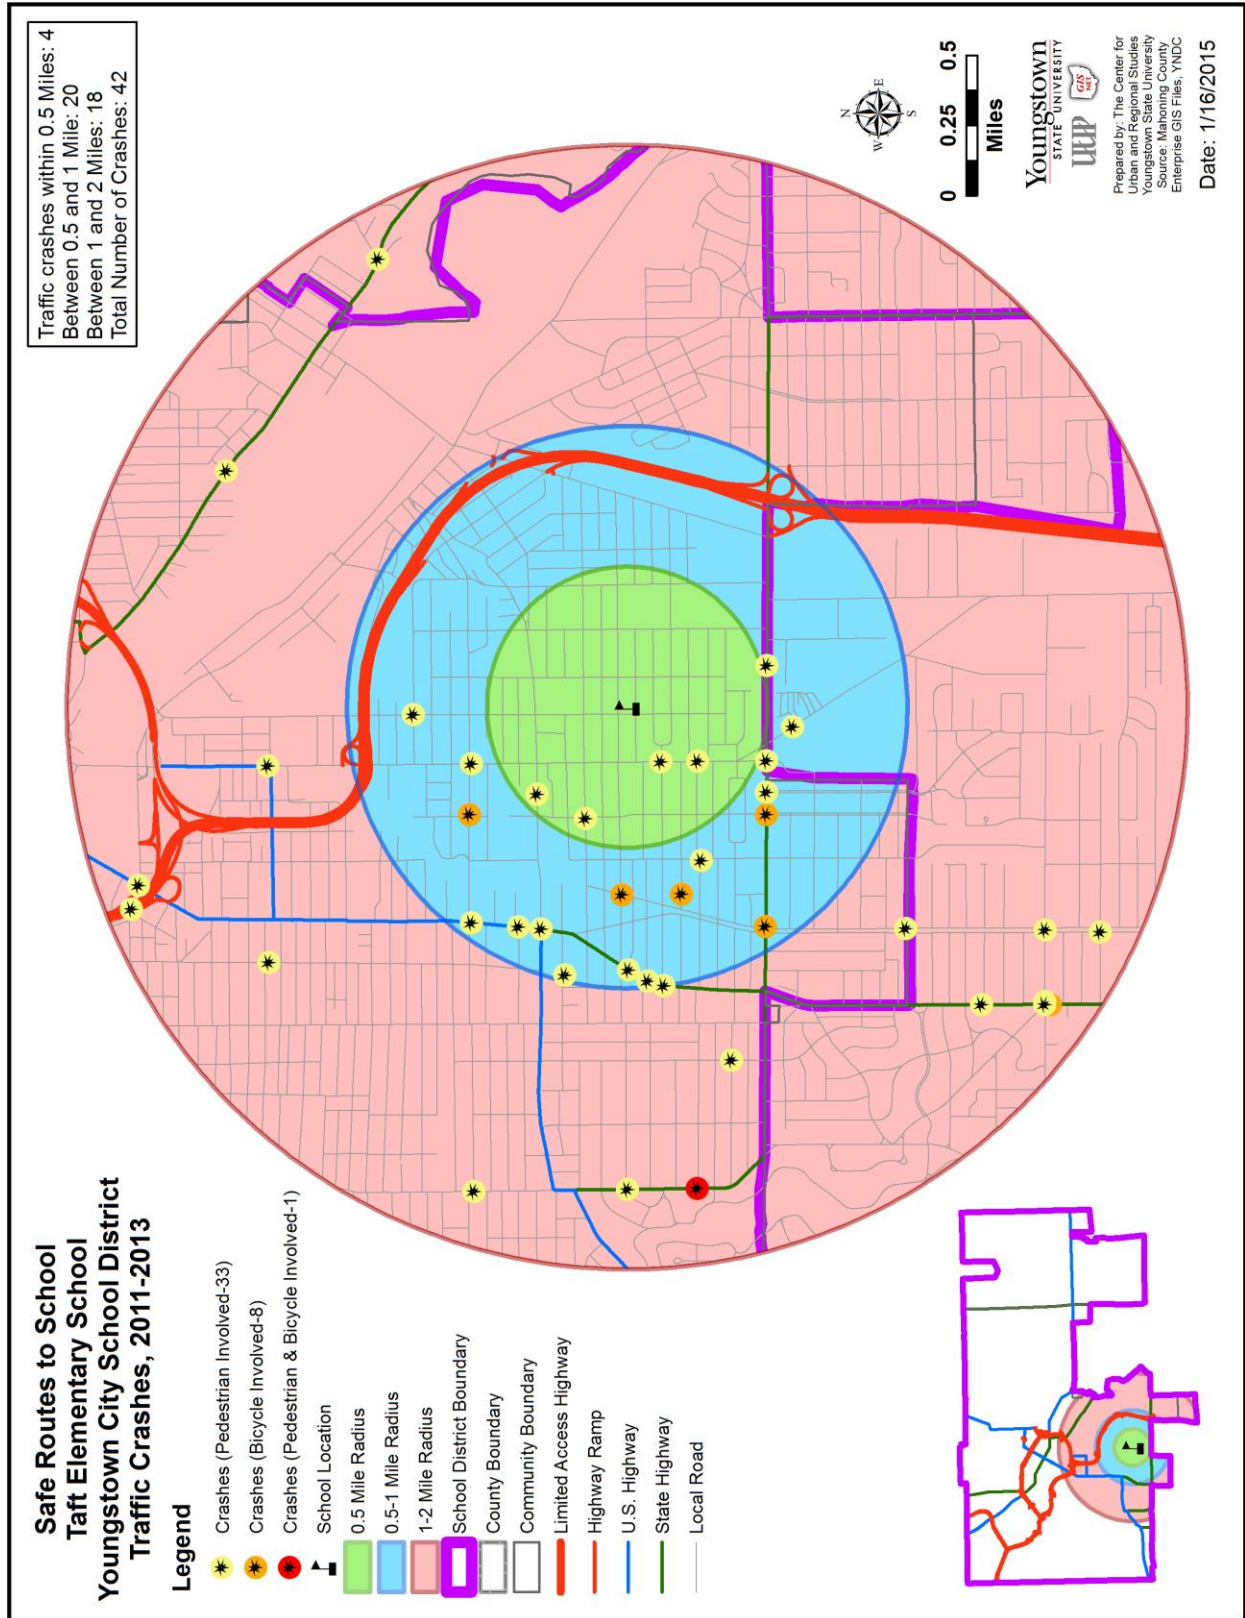 Safe Routes to School
Taft Elementary School
Youngstown City School District
Traffic Crashes, 2011-2013
Legend
Crashes (Pedestrian Involved-33)
Crashes (Bicycle Involved-8)
Crashes (Pedestrian & Bicycle Involved-1)
School Location
0.5 Mile Radius
0.5-1 Mile Radius
1-2 Mile Radius
School District Boundary
County Boundary
Community Boundary
Limited Access Highway
Highway Ramp
U.S. Highway
State Highway
Local Road
Traffic crashes within 0.5 Miles: 4
Between 0.5 and 1 Mile: 20
Between 1 and 2 Miles: 18
Total Number of Crashes: 42
N
W
E
S
0 0.25 0.5
Miles
Youngstown
STATE UNIVERSITY
GIS
NET
Prepared by: The Center for
Urban and Regional Studies
Youngstown State University
Source: Mahoning County
Enterprise GIS Files, YNDC
Date: 1/16/2015